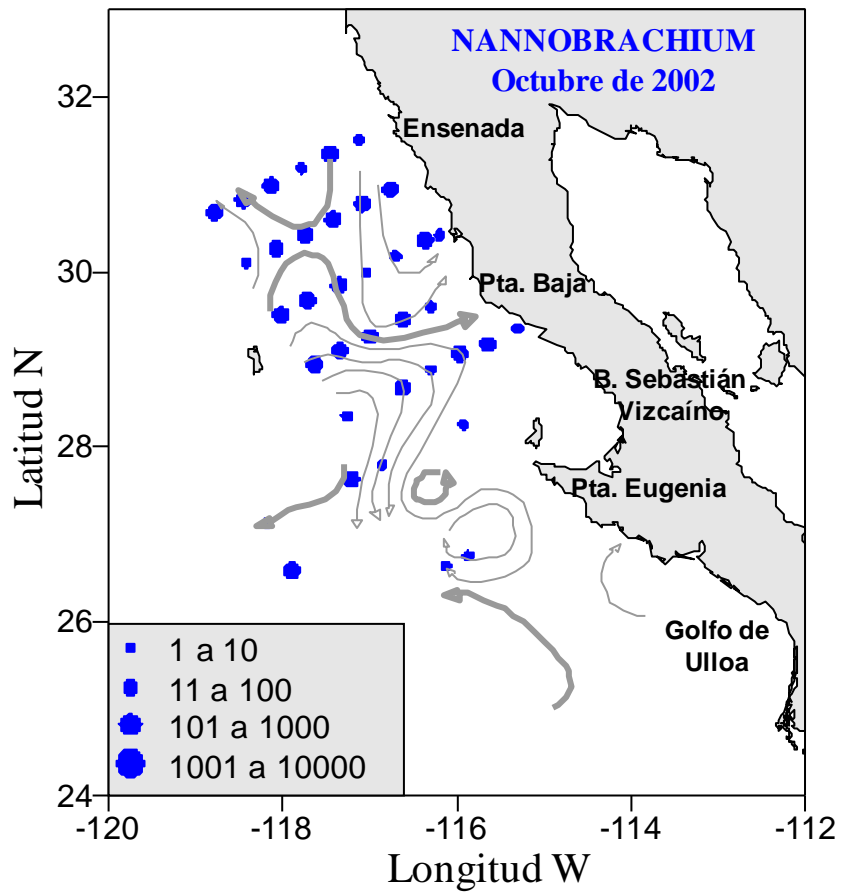 NANNOBRACHIUM
Octubre de 2002
32
Ensenada
30
Pta. Baja
B. Sebastián
Vizcaíno
28
Pta. Eugenia
26
Golfo de
Ulloa
1 a 10
11 a 100
101 a 1000
1001 a 10000
24
-120
-118
-116
-114
-112
Latitud N
Longitud W